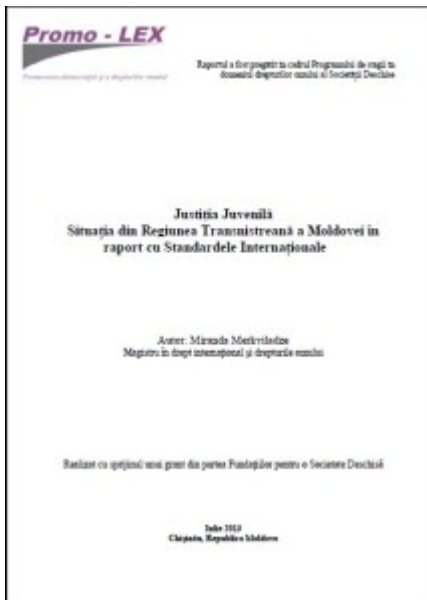 Promo - LEX
Promovarea democrației și a drepturilor omului
Raportul a fost pregătit în cadrul Programului de stagii în
domeniul drepturilor omului al Societății Deschise
Justiția Juvenilă
Situația din Regiunea Transnistreană a Moldovei în
raport cu Standardele Internaționale
Autor: Miranda Merkviladze
Magistru în drept internațional și drepturile omului
Realizat cu sprijinul unui grant din partea Fundațiilor pentru o Societate Deschisă
Iulie
Chișinău, Republica Moldova